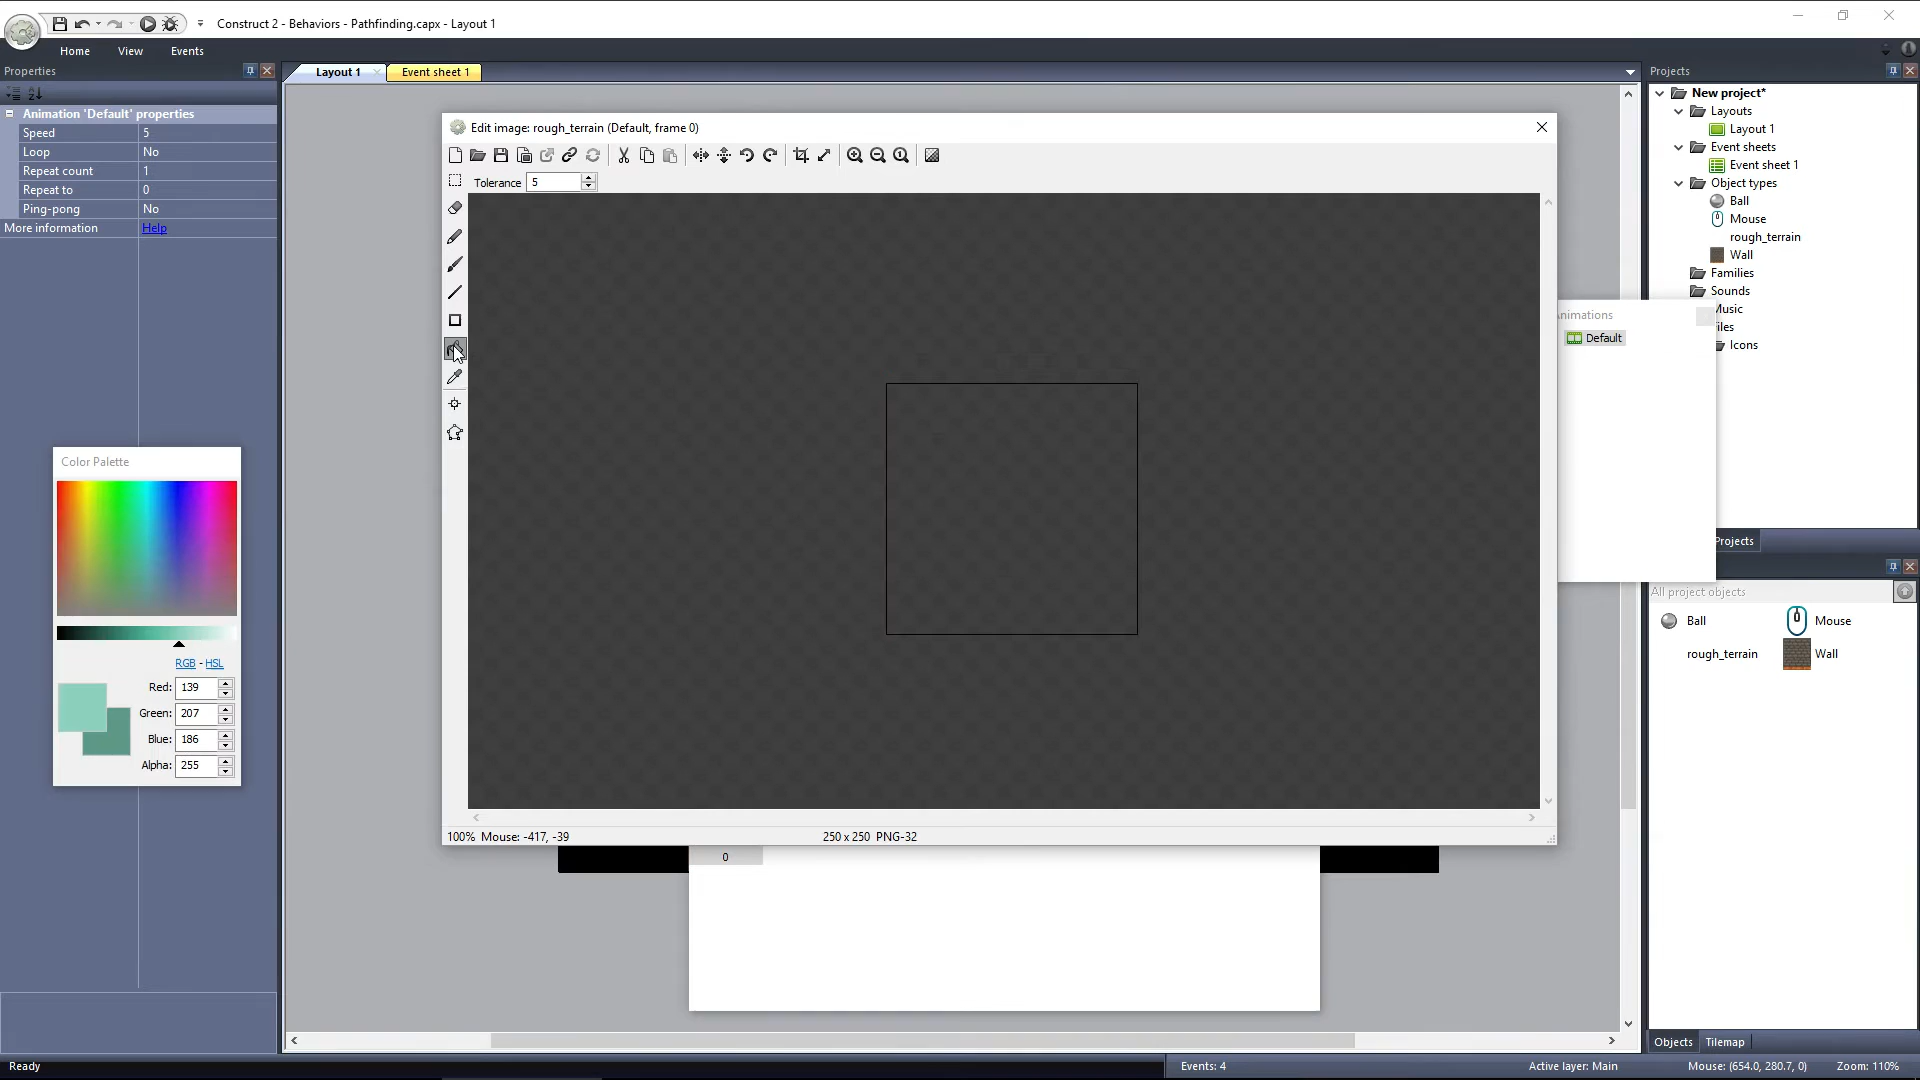 Construct 2 - Behaviors - Pathfinding.capx - Layout 1
Home View Events
Properties
Animation 'Default' properties
Speed 5
Loop No
Repeat count 1
Repeat to 0
Ping-pong No
More information Help
Color Palette
RGB - HSL
Red: 139
Green: 207
Blue: 186
Alpha: 255
Layout 1 Event sheet 1
Edit image: rough_terrain (Default, frame 0)
Tolerance 5
100% Mouse: -417, -39 250 x 250 PNG-32
0
nimations
Default
Projects
New project*
Layouts
Layout 1
Event sheets
Event sheet 1
Object types
Ball
Mouse
rough_terrain
Wall
Families
Sounds
Music
iles
Icons
Projects
All project objects
Ball Mouse
rough_terrain Wall
Objects Tilemap
Ready Events: 4 Active layer: Main Mouse: (654.0, 280.7, 0) Zoom: 110%